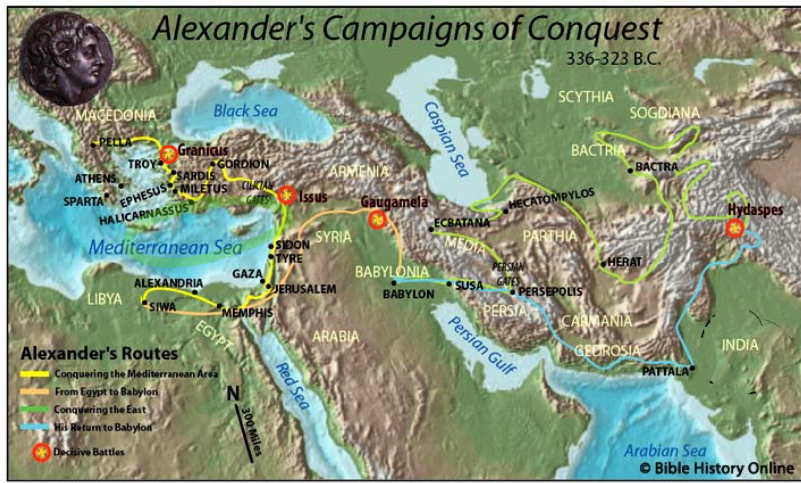 Alexander's Campaigns of Conquest
336-323 B.C.
SCYTHIA
SOGDIANA
MACEDONIA
Black Sea
Caspian Sea
BACTRIA
PELLA
Granicus
TROY
GORDION
SARDIS
ARMENIA
BACTRA
ATHENS
EPHESUS
MILETUS
CILICIAN
GATES
Issus
SPARTA
HALICARNASSUS
Gaugamela
ECBATANA
HECATOMPYLOS
Hydaspes
Mediterranean Sea
SYRIA
MEDIA
PARTHIA
SIDON
TYRE
HERAT
GAZA
JERUSALEM
BABYLONIA
PERSIAN
GATES
ALEXANDRIA
BABYLON
SUSA
PERSEPOLIS
LIBYA
SIWA
MEMPHIS
PERSIA
EGYPT
ARABIA
CARMANIA
INDIA
GEDROSIA
Persian Gulf
PATTALA
Red Sea
Alexander's Routes
Conquering the Mediterranean Area
From Egypt to Babylon
Conquering the East
His Return to Babylon
Decisive Battles
N
300 Miles
Arabian Sea
© Bible History Online